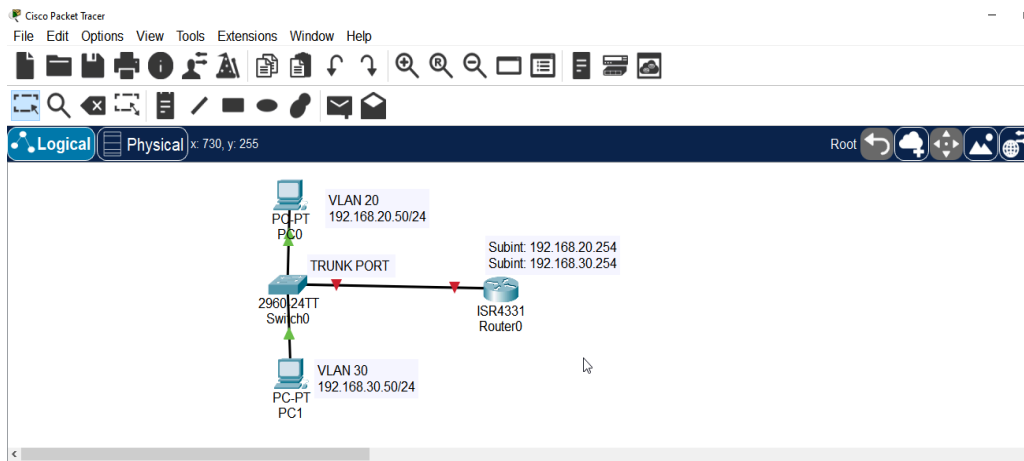 Cisco Packet Tracer
File Edit Options View Tools Extensions Window Help
Logical Physical x: 730, y: 255 Root
VLAN 20
192.168.20.50/24
PC-PT
PC0
Subint: 192.168.20.254
Subint: 192.168.30.254
TRUNK PORT
2960-24TT
Switch0
ISR4331
Router0
VLAN 30
192.168.30.50/24
PC-PT
PC1